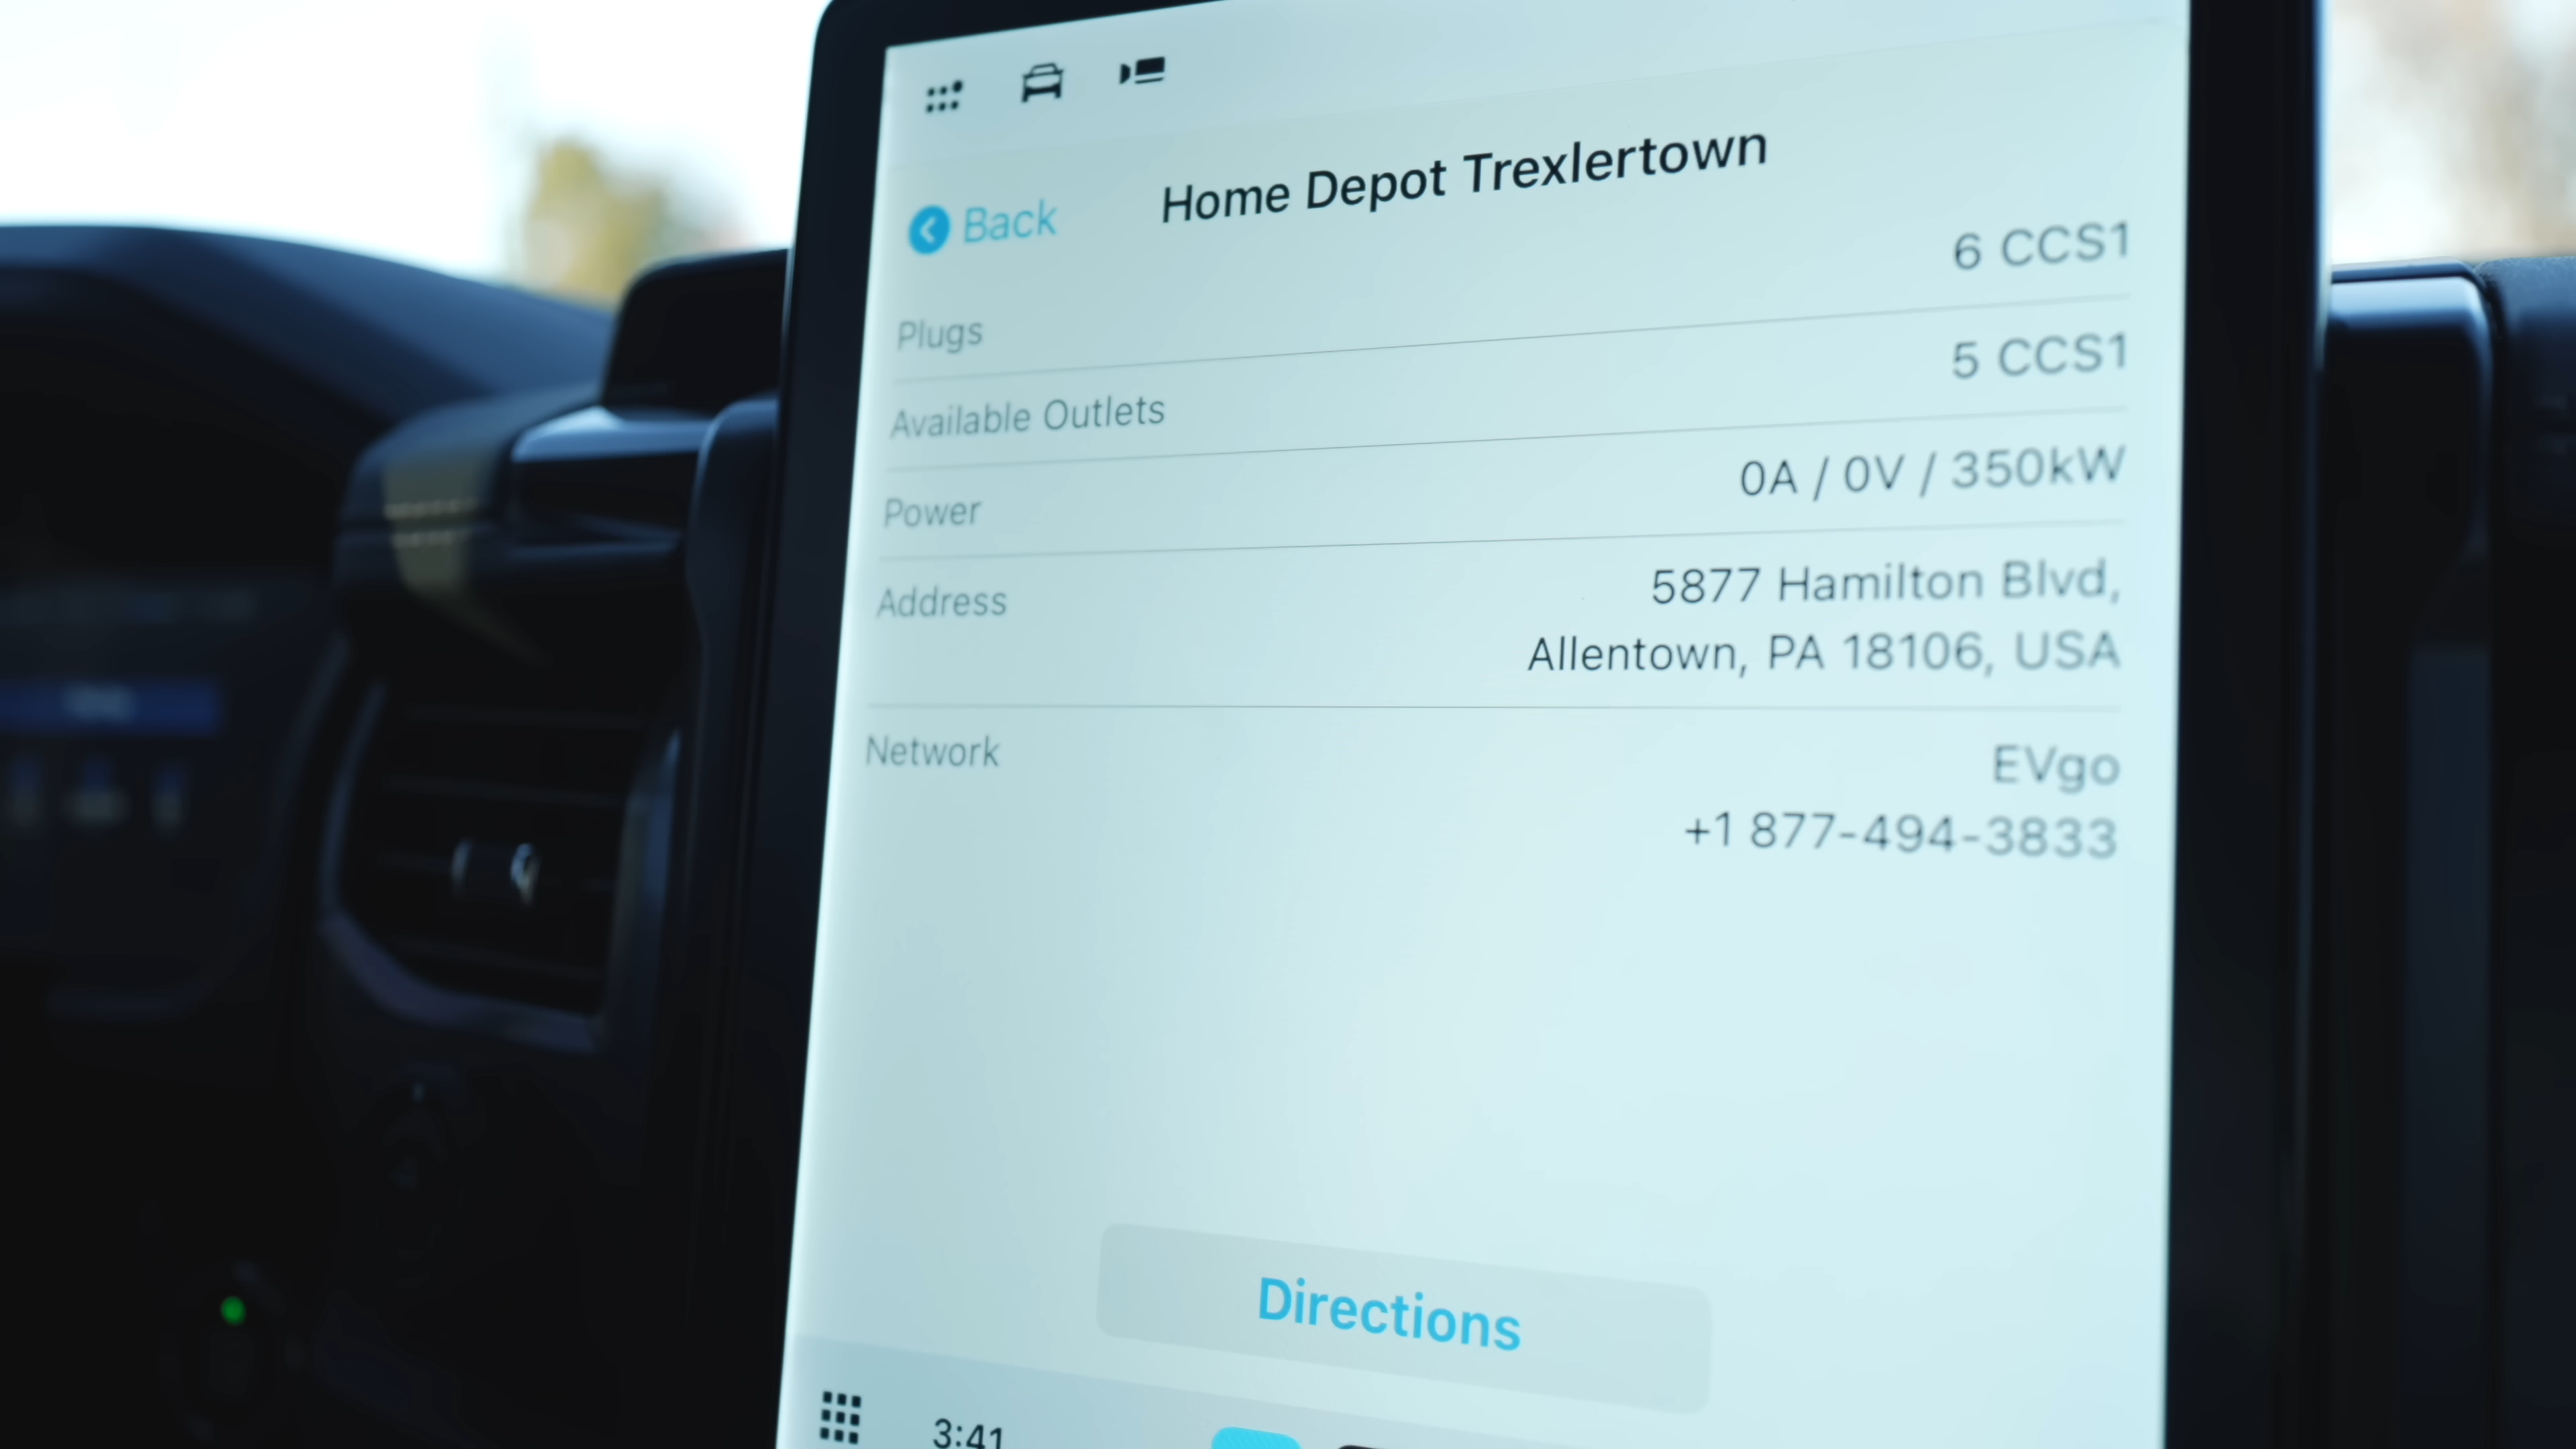 Back
Home Depot Trexlertown
Plugs 6 CCS1
Available Outlets 5 CCS1
Power 0A / 0V / 350kW
Address 5877 Hamilton Blvd,
Allentown, PA 18106, USA
Network EVgo
+1 877-494-3833
Directions
3:41